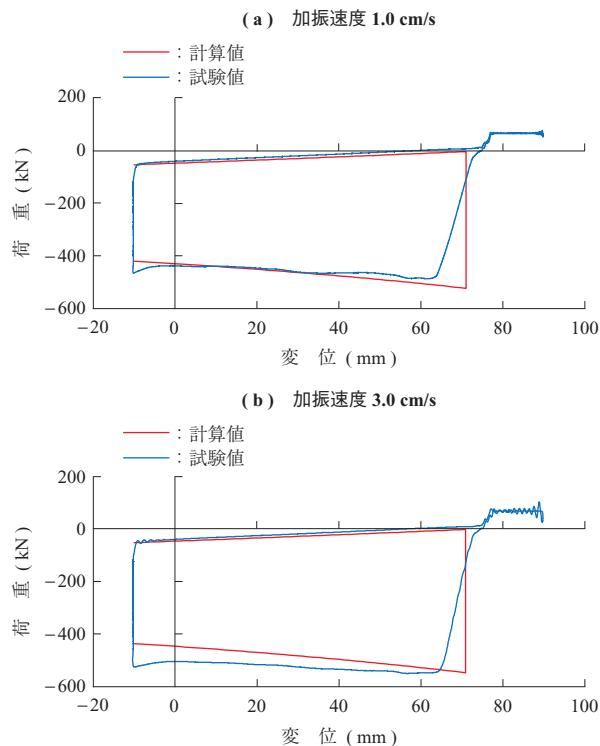 ( a ) 加振速度 1.0 cm/s
：計算値
：試験値
200
0
−200
−400
−600
荷 重 ( kN )
−20 0 20 40 60 80 100
変 位 ( mm )
( b ) 加振速度 3.0 cm/s
：計算値
：試験値
200
0
−200
−400
−600
荷 重 ( kN )
−20 0 20 40 60 80 100
変 位 ( mm )